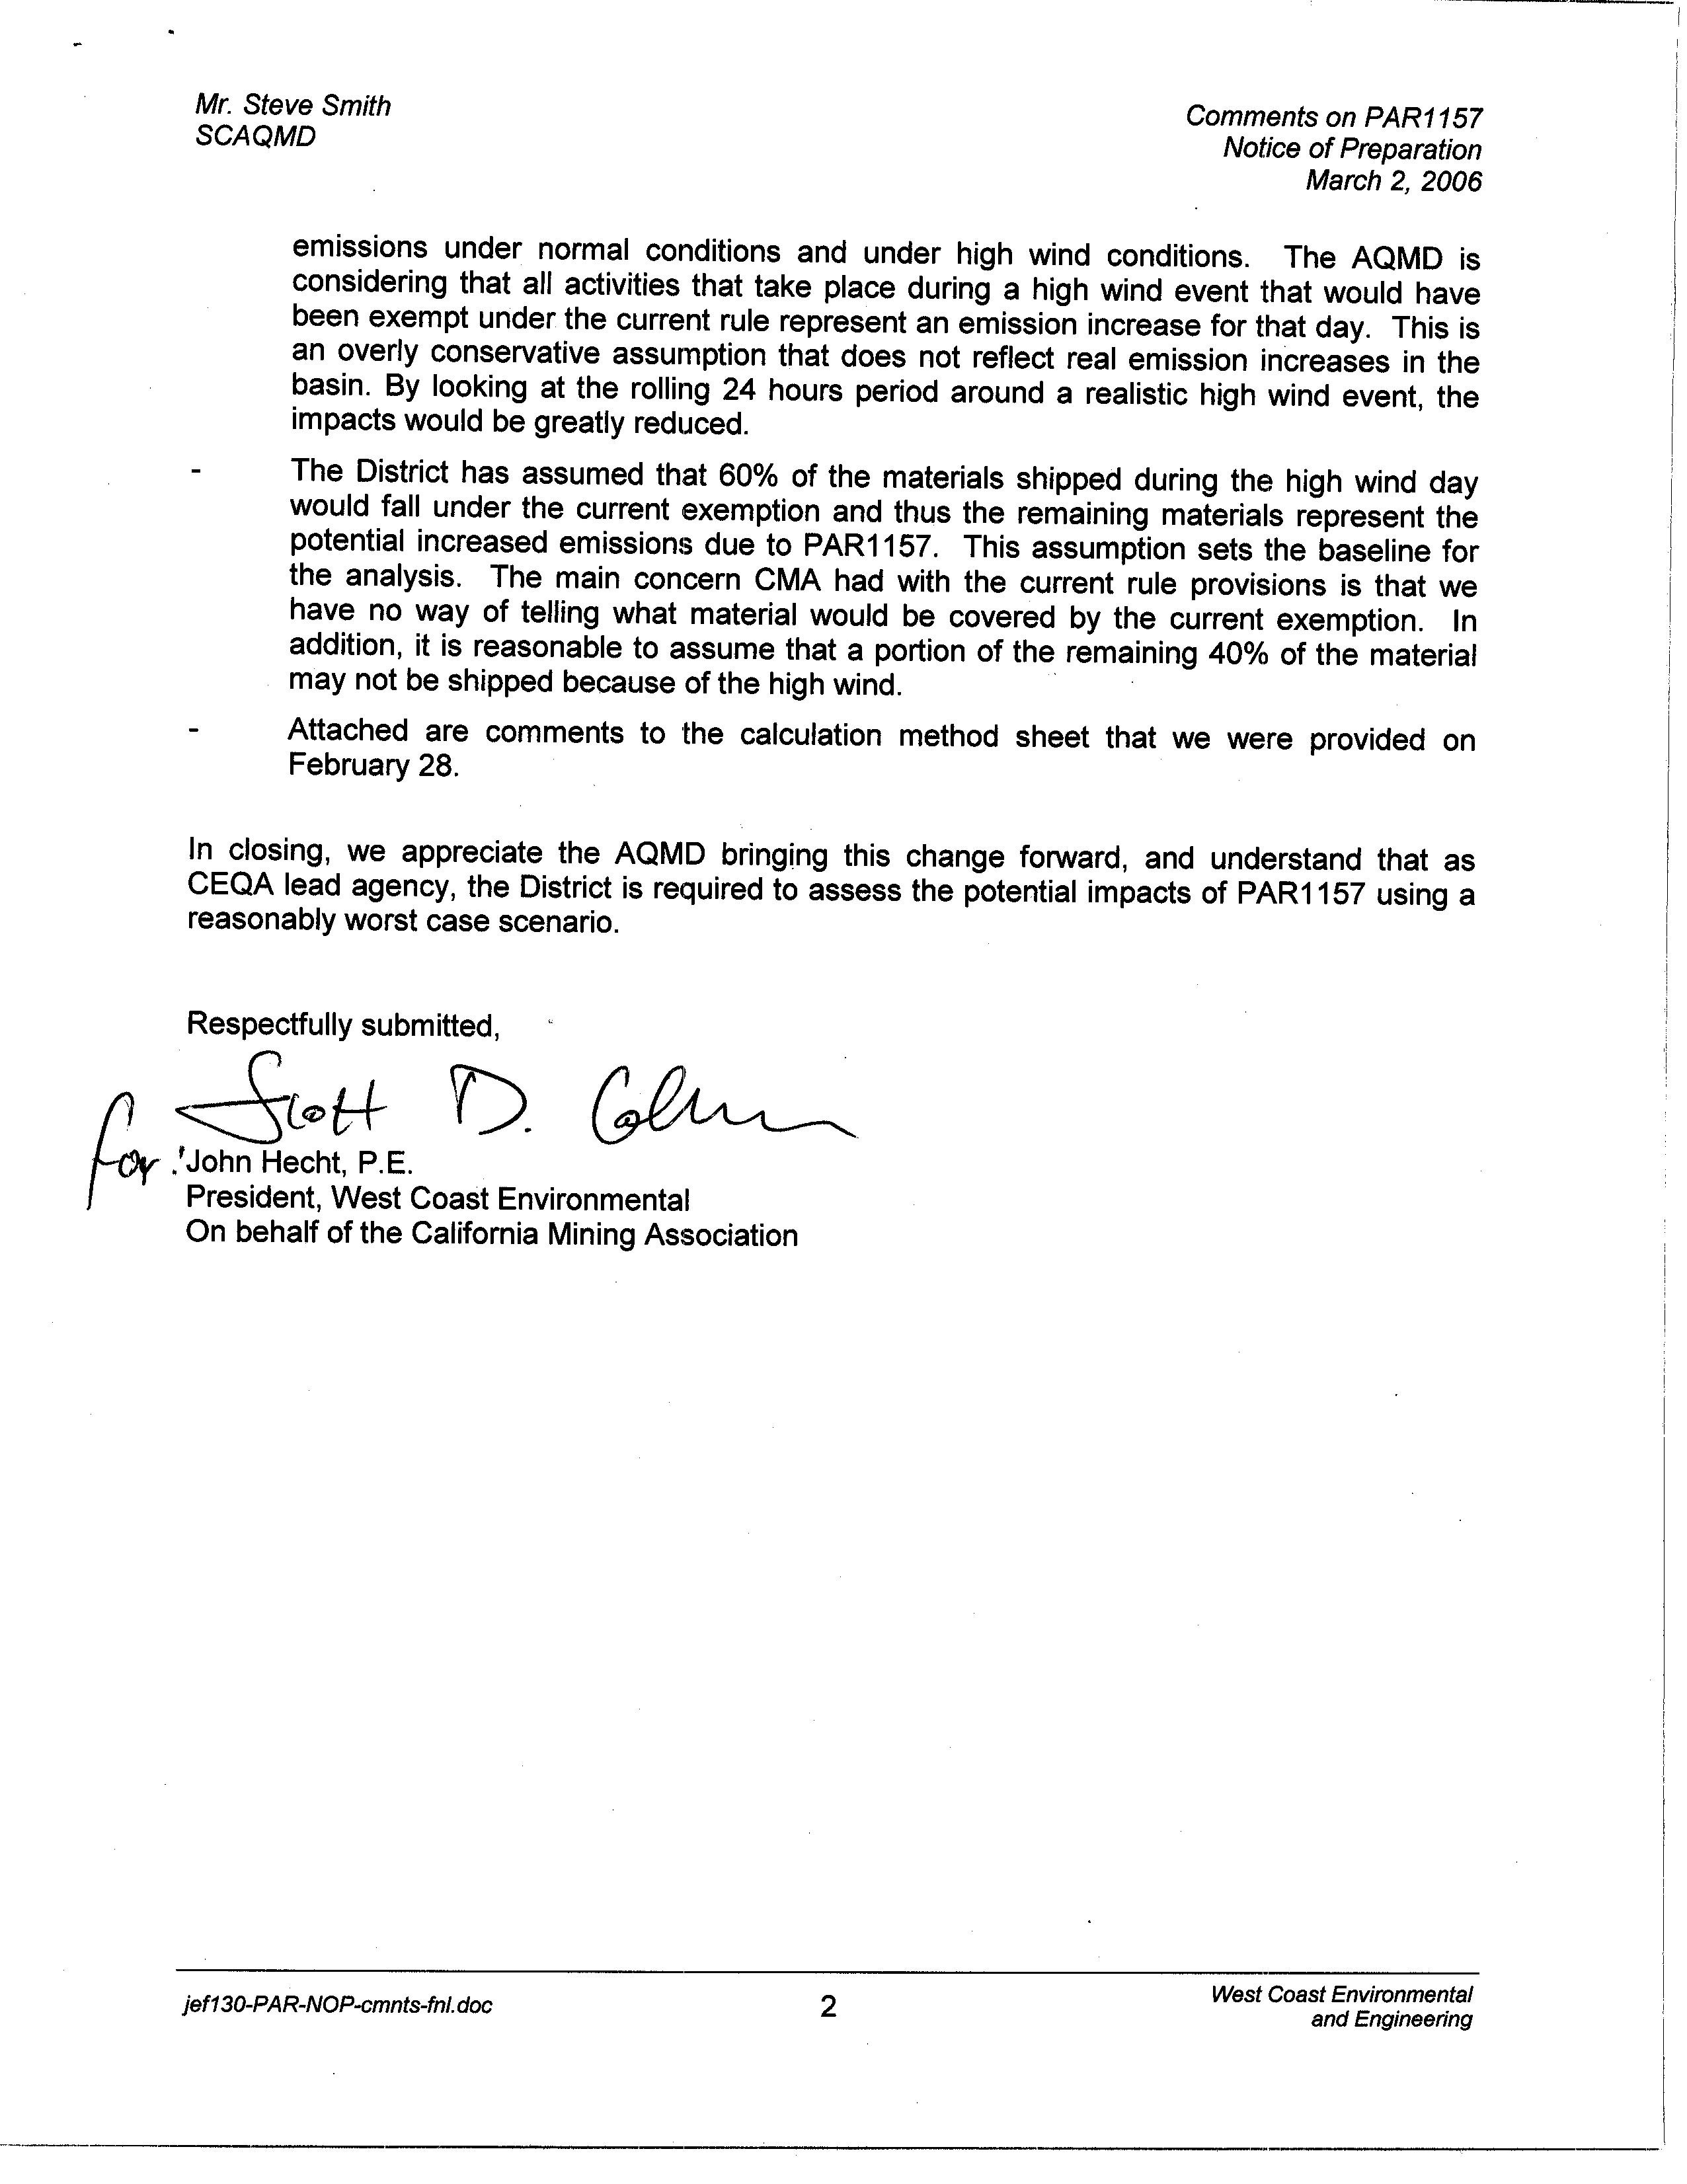 Mr. Steve Smith
SCAQMD
Comments on PAR1157
Notice of Preparation
March 2, 2006
emissions under normal conditions and under high wind conditions. The AQMD is
considering that all activities that take place during a high wind event that would have
been exempt under the current rule represent an emission increase for that day. This is
an overly conservative assumption that does not reflect real emission increases in the
basin. By looking at the rolling 24 hours period around a realistic high wind event, the
impacts would be greatly reduced.
- The District has assumed that 60% of the materials shipped during the high wind day
would fall under the current exemption and thus the remaining materials represent the
potential increased emissions due to PAR1157. This assumption sets the baseline for
the analysis. The main concern CMA had with the current rule provisions is that we
have no way of telling what material would be covered by the current exemption. In
addition, it is reasonable to assume that a portion of the remaining 40% of the material
may not be shipped because of the high wind.
- Attached are comments to the calculation method sheet that we were provided on
February 28.
In closing, we appreciate the AQMD bringing this change forward, and understand that as
CEQA lead agency, the District is required to assess the potential impacts of PAR1157 using a
reasonably worst case scenario.
Respectfully submitted,
Scott D.
for John Hecht, P.E.
President, West Coast Environmental
On behalf of the California Mining Association
jef130-PAR-NOP-cmnts-fnl.doc
2
West Coast Environmental
and Engineering